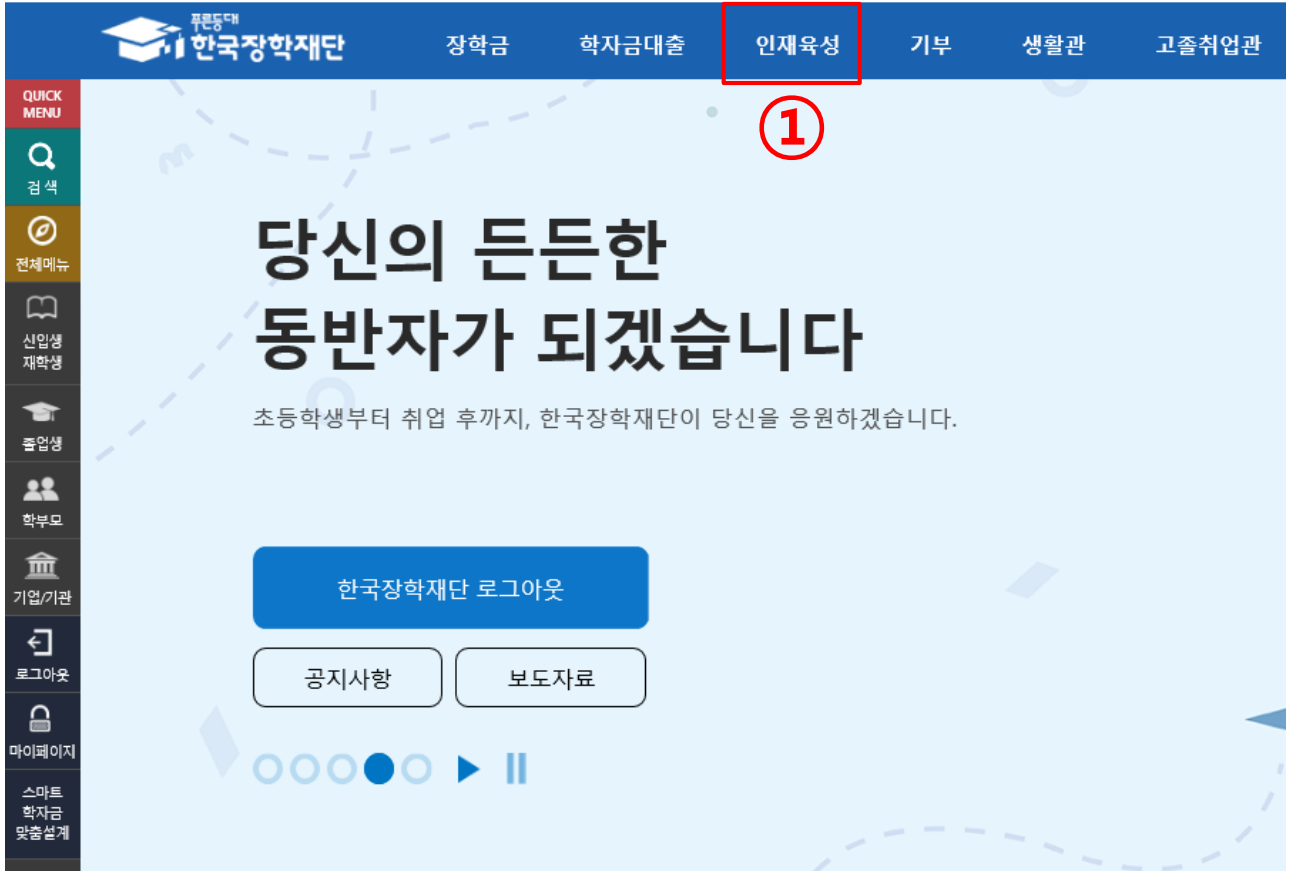 푸른등대
한국장학재단
장학금
학자금대출
인재육성
기부
생활관
고졸취업관
①
QUICK
MENU
검색
전체메뉴
신입생
재학생
졸업생
학부모
기업/기관
로그아웃
마이페이지
스마트
학자금
맞춤설계
당신의 든든한
동반자가 되겠습니다
초등학생부터 취업 후까지, 한국장학재단이 당신을 응원하겠습니다.
한국장학재단 로그아웃
공지사항
보도자료